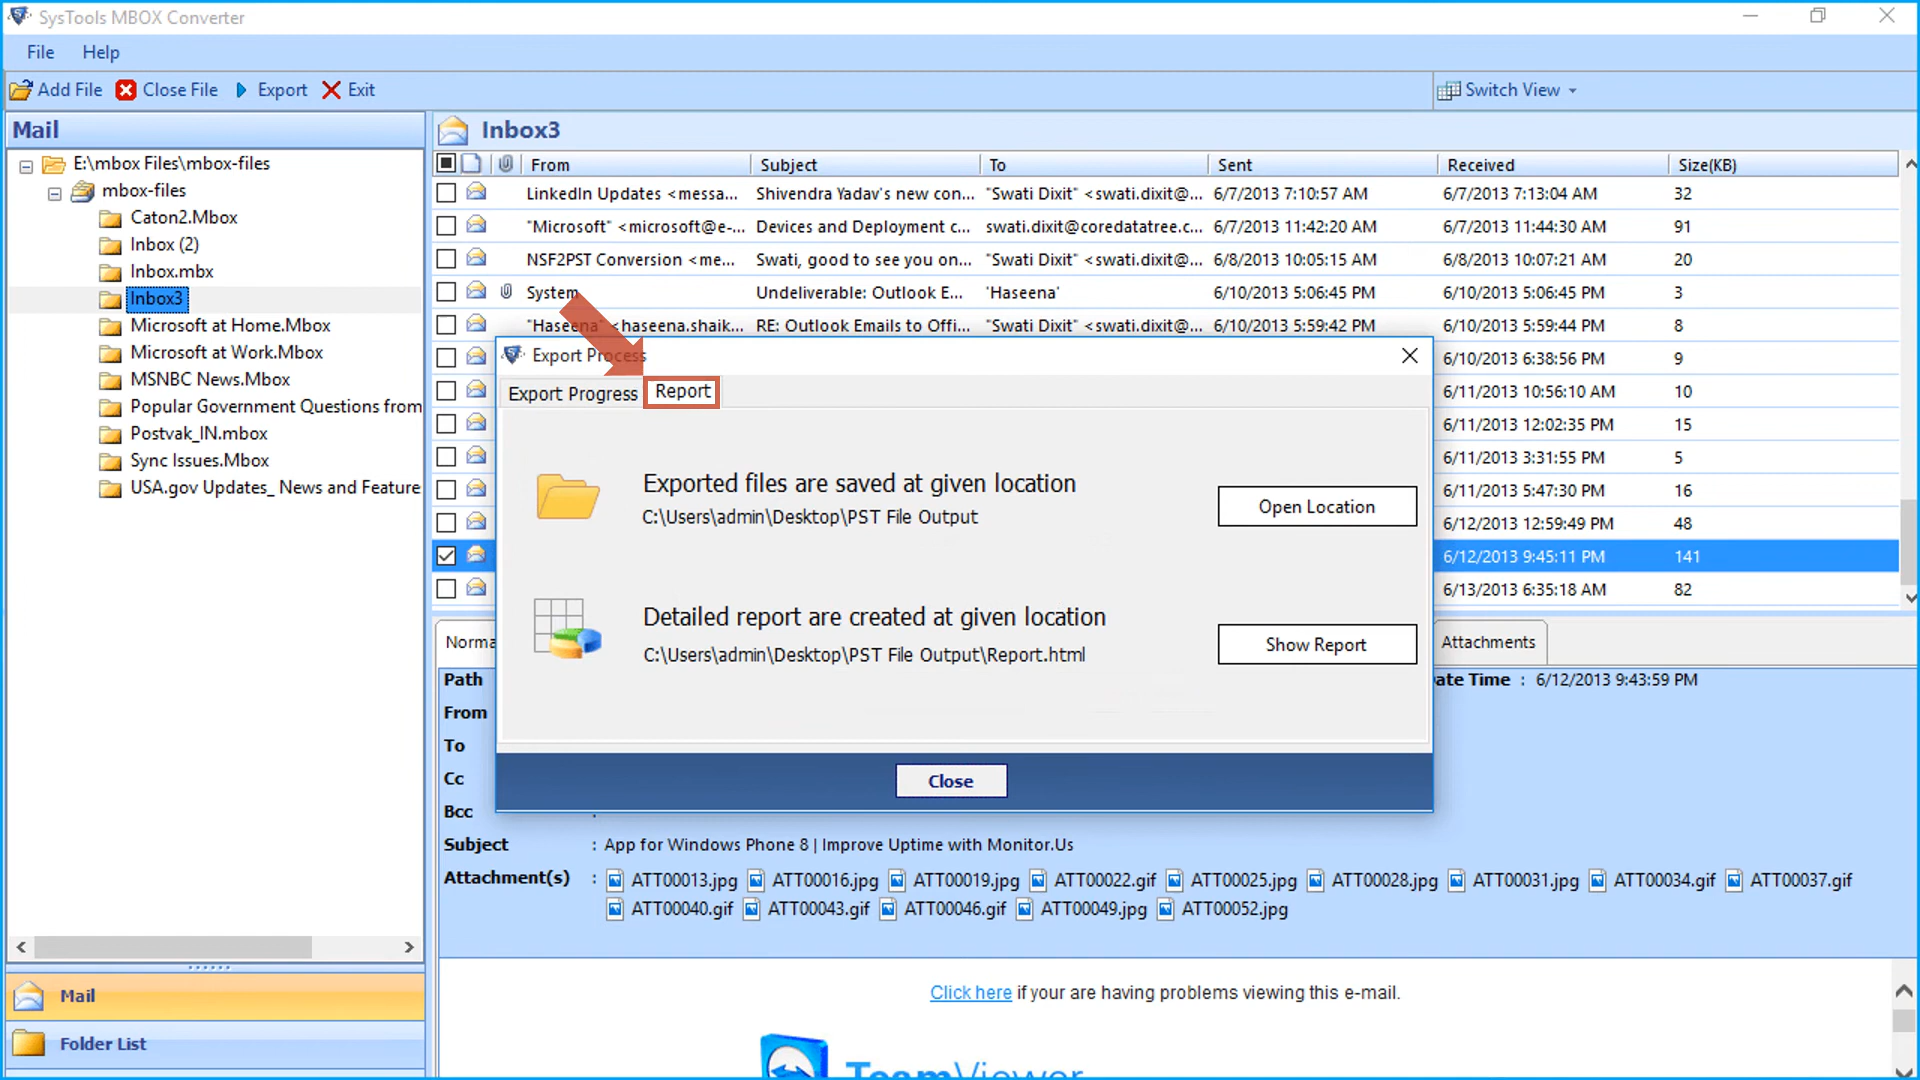 SysTools MBOX Converter
File Help
Add File Close File Export Exit Switch View
Mail
E:\mbox Files\mbox-files
mbox-files
Caton2.Mbox
Inbox (2)
Inbox.mbx
Inbox3
Microsoft at Home.Mbox
Microsoft at Work.Mbox
MSNBC News.Mbox
Popular Government Questions from
Postvak_IN.mbox
Sync Issues.Mbox
USA.gov Updates_ News and Feature
Mail
Folder List
Inbox3
From Subject To Sent Received Size(KB)
LinkedIn Updates <messa... Shivendra Yadav's new con... "Swati Dixit" <swati.dixit@... 6/7/2013 7:10:57 AM 6/7/2013 7:13:04 AM 32
"Microsoft" <microsoft@e-... Devices and Deployment c... swati.dixit@coredatatree.c... 6/7/2013 11:42:20 AM 6/7/2013 11:44:30 AM 91
NSF2PST Conversion <me... Swati, good to see you on... "Swati Dixit" <swati.dixit@... 6/8/2013 10:05:15 AM 6/8/2013 10:07:21 AM 20
System Undeliverable: Outlook E... 'Haseena' 6/10/2013 5:06:45 PM 6/10/2013 5:06:45 PM 3
"Haseena" <haseena.shaik... RE: Outlook Emails to Offi... "Swati Dixit" <swati.dixit@... 6/10/2013 5:59:42 PM 6/10/2013 5:59:44 PM 8
6/10/2013 6:38:56 PM 9
6/11/2013 10:56:10 AM 10
6/11/2013 12:02:35 PM 15
6/11/2013 3:31:55 PM 5
6/11/2013 5:47:30 PM 16
6/12/2013 12:59:49 PM 48
6/12/2013 9:45:11 PM 141
6/13/2013 6:35:18 AM 82
Export Process
Export Progress Report
Exported files are saved at given location
C:\Users\admin\Desktop\PST File Output
Open Location
Detailed report are created at given location
C:\Users\admin\Desktop\PST File Output\Report.html
Show Report
Close
Norma Attachments
Path ate Time : 6/12/2013 9:43:59 PM
From
To
Cc
Bcc :
Subject : App for Windows Phone 8 | Improve Uptime with Monitor.Us
Attachment(s) : ATT00013.jpg ATT00016.jpg ATT00019.jpg ATT00022.gif ATT00025.jpg ATT00028.jpg ATT00031.jpg ATT00034.gif ATT00037.gif
ATT00040.gif ATT00043.gif ATT00046.gif ATT00049.jpg ATT00052.jpg
Click here if your are having problems viewing this e-mail.
TeamViewer